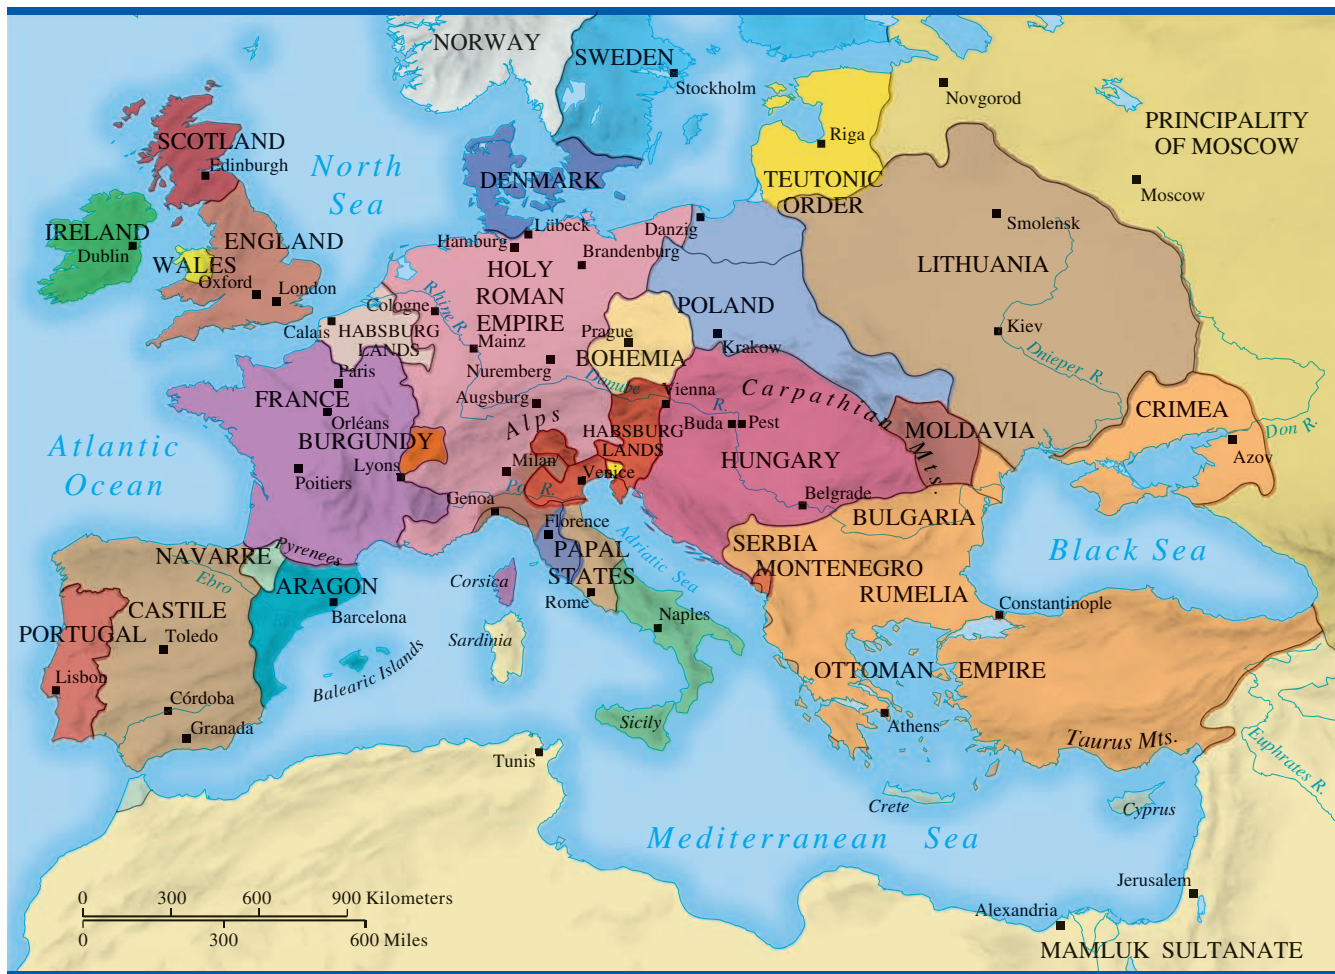 NORWAY
SWEDEN
Stockholm
Novgorod
PRINCIPALITY
OF MOSCOW
Moscow
Riga
TEUTONIC
ORDER
SCOTLAND
Edinburgh
North
Sea
DENMARK
IRELAND
Dublin
WALES
ENGLAND
Oxford
London
Hamburg
Lübeck
Danzig
Brandenburg
HOLY
ROMAN
EMPIRE
Smolensk
LITHUANIA
Kiev
Dnieper R.
POLAND
Krakow
Prague
BOHEMIA
Cologne
Rhine R.
Calais
HABSBURG
LANDS
Mainz
Nuremberg
Augsburg
Danube
R.
Vienna
Paris
FRANCE
Orléans
BURGUNDY
Lyons
Poitiers
Alps
HABSBURG
LANDS
Buda
Pest
HUNGARY
Carpathian Mts.
MOLDAVIA
CRIMEA
Azov
Don R.
Atlantic
Ocean
Milan
Venice
Po R.
Genoa
Florence
PAPAL
STATES
Rome
Adriatic Sea
Belgrade
BULGARIA
SERBIA
MONTENEGRO
RUMELIA
Black Sea
Constantinople
NAVARRE
Pyrenees
Ebro
ARAGON
Barcelona
CASTILE
Toledo
PORTUGAL
Lisbon
Córdoba
Granada
Balearic Islands
Corsica
Sardinia
Naples
Sicily
OTTOMAN EMPIRE
Athens
Taurus Mts.
Euphrates R.
Tunis
Crete
Cyprus
Mediterranean Sea
Jerusalem
Alexandria
MAMLUK SULTANATE
0 300 600 900 Kilometers
0 300 600 Miles